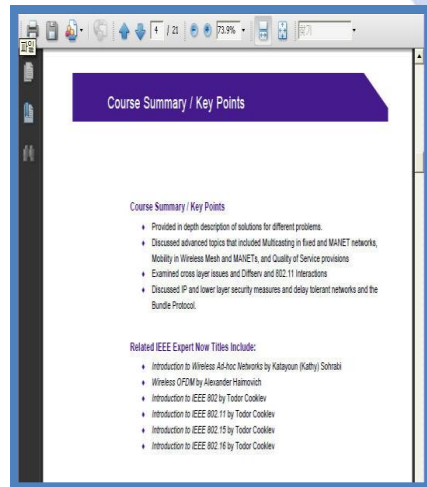 4 / 21
73.9%
찾기
파일
Course Summary / Key Points
Course Summary / Key Points
Provided in depth description of solutions for different problems.
Discussed advanced topics that included Multicasting in fixed and MANET networks,
Mobility in Wireless Mesh and MANETs, and Quality of Service provisions
Examined cross layer issues and Diffserv and 802.11 Interactions
Discussed IP and lower layer security measures and delay tolerant networks and the
Bundle Protocol.
Related IEEE Expert Now Titles Include:
Introduction to Wireless Ad-hoc Networks by Katayoun (Kathy) Sohrabi
Wireless OFDM by Alexander Haimovich
Introduction to IEEE 802 by Todor Cooklev
Introduction to IEEE 802.11 by Todor Cooklev
Introduction to IEEE 802.15 by Todor Cooklev
Introduction to IEEE 802.16 by Todor Cooklev